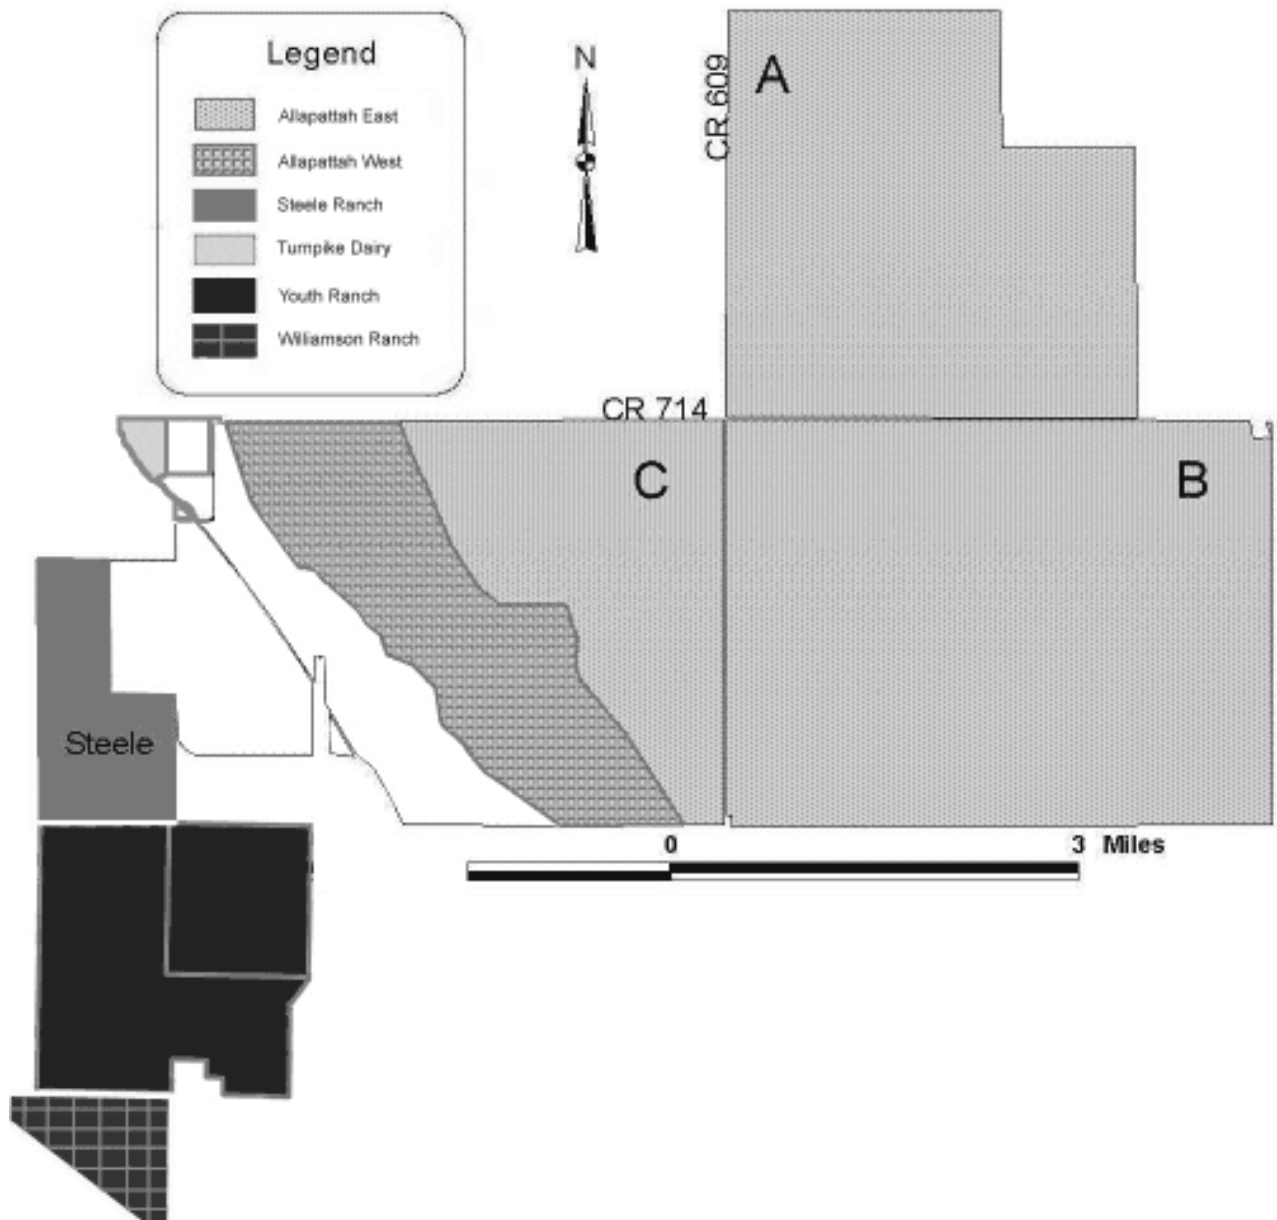 Legend
Allapattah East
Allapattah West
Steele Ranch
Turnpike Dairy
Youth Ranch
Williamson Ranch
N
CR 609
A
CR 714
C
B
Steele
0 3 Miles